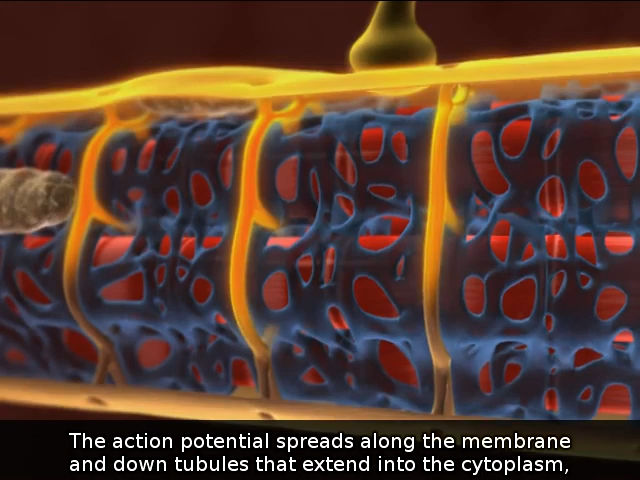 The action potential spreads along the membrane
and down tubules that extend into the cytoplasm,